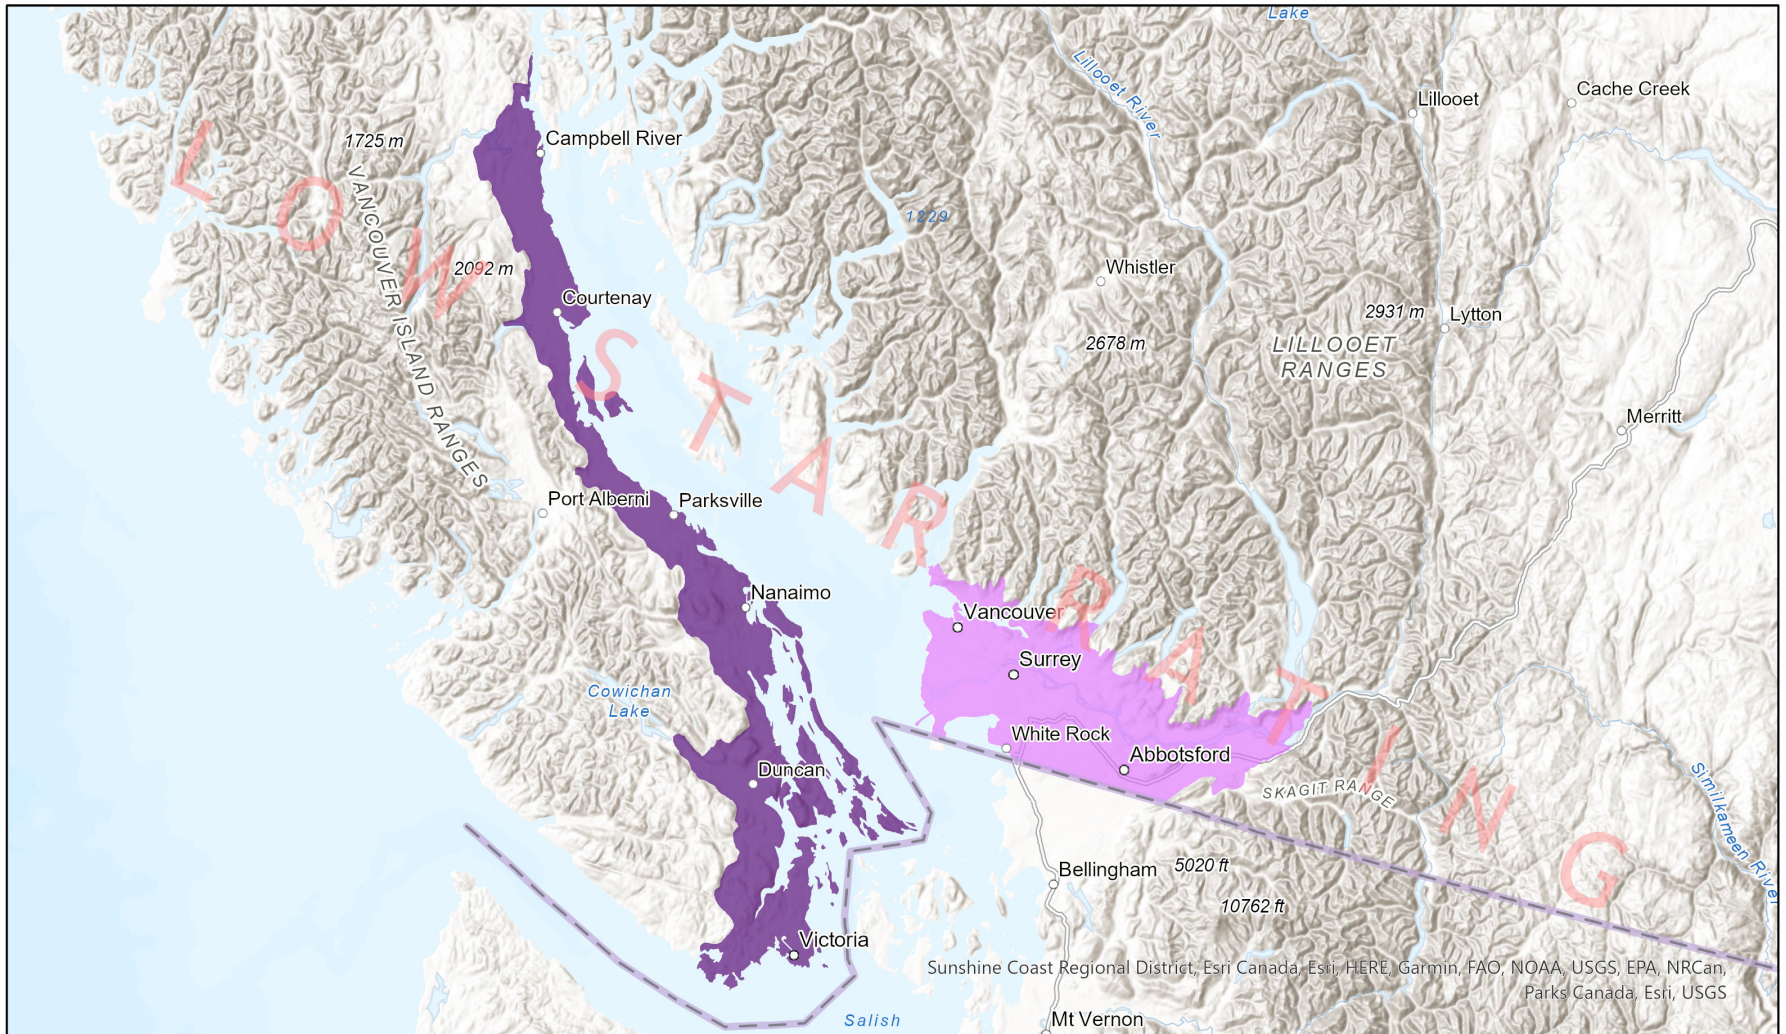 Lake
Lillooet River
Cache Creek
Lillooet
Campbell River
1725 m
LOW STAR RATING
VANCOUVER ISLAND RANGES
1229
2092 m
Whistler
Courtenay
2931 m
Lytton
2678 m
LILLOOET
RANGES
Merritt
Port Alberni
Parksville
Nanaimo
Vancouver
Surrey
Cowichan
Lake
White Rock
Abbotsford
Duncan
SKAGIT RANGE
Similkameen River
Bellingham
5020 ft
10762 ft
Victoria
Sunshine Coast Regional District, Esri Canada, Esri, HERE, Garmin, FAO, NOAA, USGS, EPA, NRCan,
Parks Canada, Esri, USGS
Salish
Mt Vernon